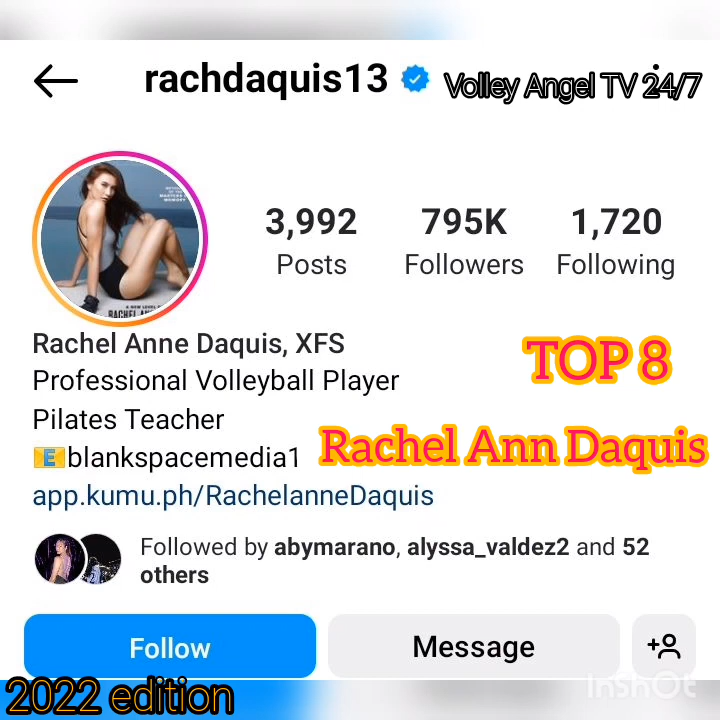 rachdaquis13
Volley Angel TV 24/7
3,992 795K 1,720
Posts Followers Following
Rachel Anne Daquis, XFS
Professional Volleyball Player
TOP 8
Pilates Teacher
📧blankspacemedia1
Rachel Ann Daquis
app.kumu.ph/RachelanneDaquis
Followed by abymarano, alyssa_valdez2 and 52
others
Follow Message
2022 edition
InShOt